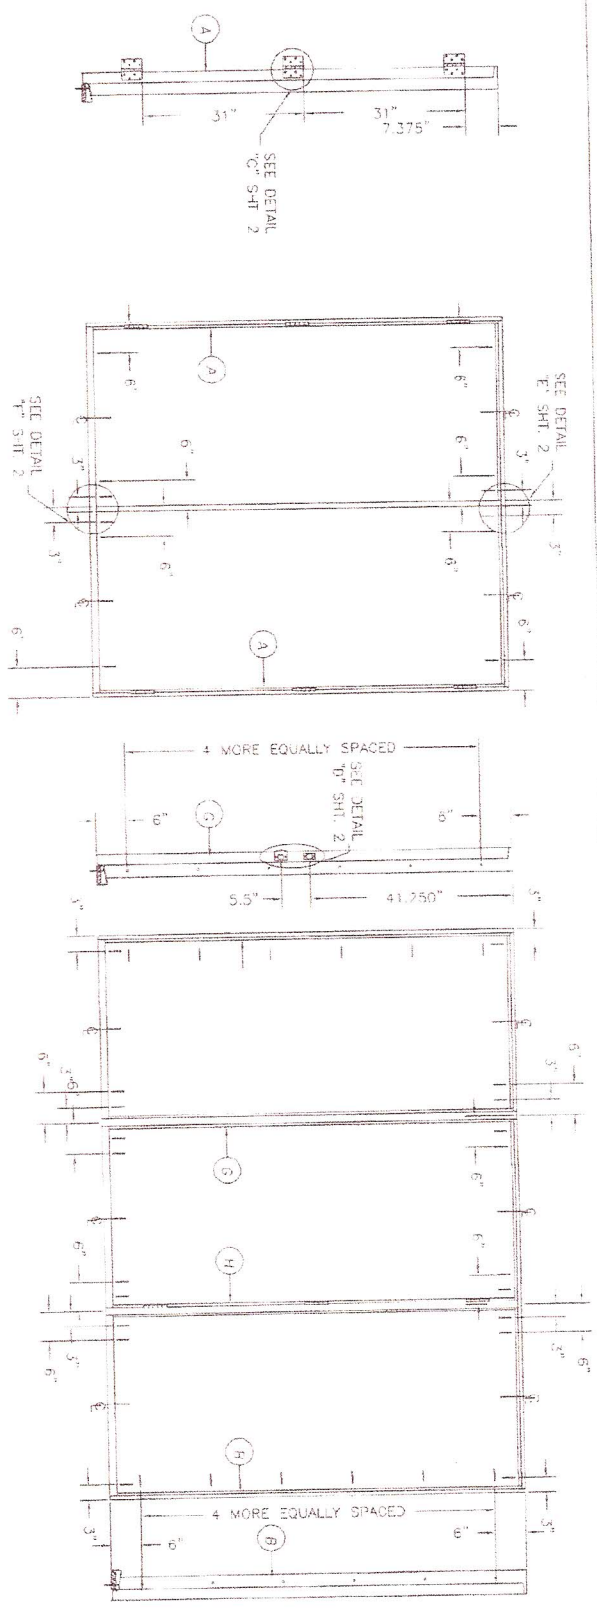 A
31"
31"
7.375"
SEE DETAIL
"C" SHT. 2
SEE DETAIL
"E" SHT. 2
A
6"
6"
3"
3"
6"
6"
6"
6"
3"
3"
SEE DETAIL
"F" SHT. 2
A
6"
6"
4 MORE EQUALLY SPACED
SEE DETAIL
"D" SHT. 2
6"
6"
G
5.5"
41.250"
3"
3"
6"
3"
6"
3"
6"
G
6"
6"
6"
H
3"
6"
3"
6"
H
4 MORE EQUALLY SPACED
3"
6"
6"
3"
B